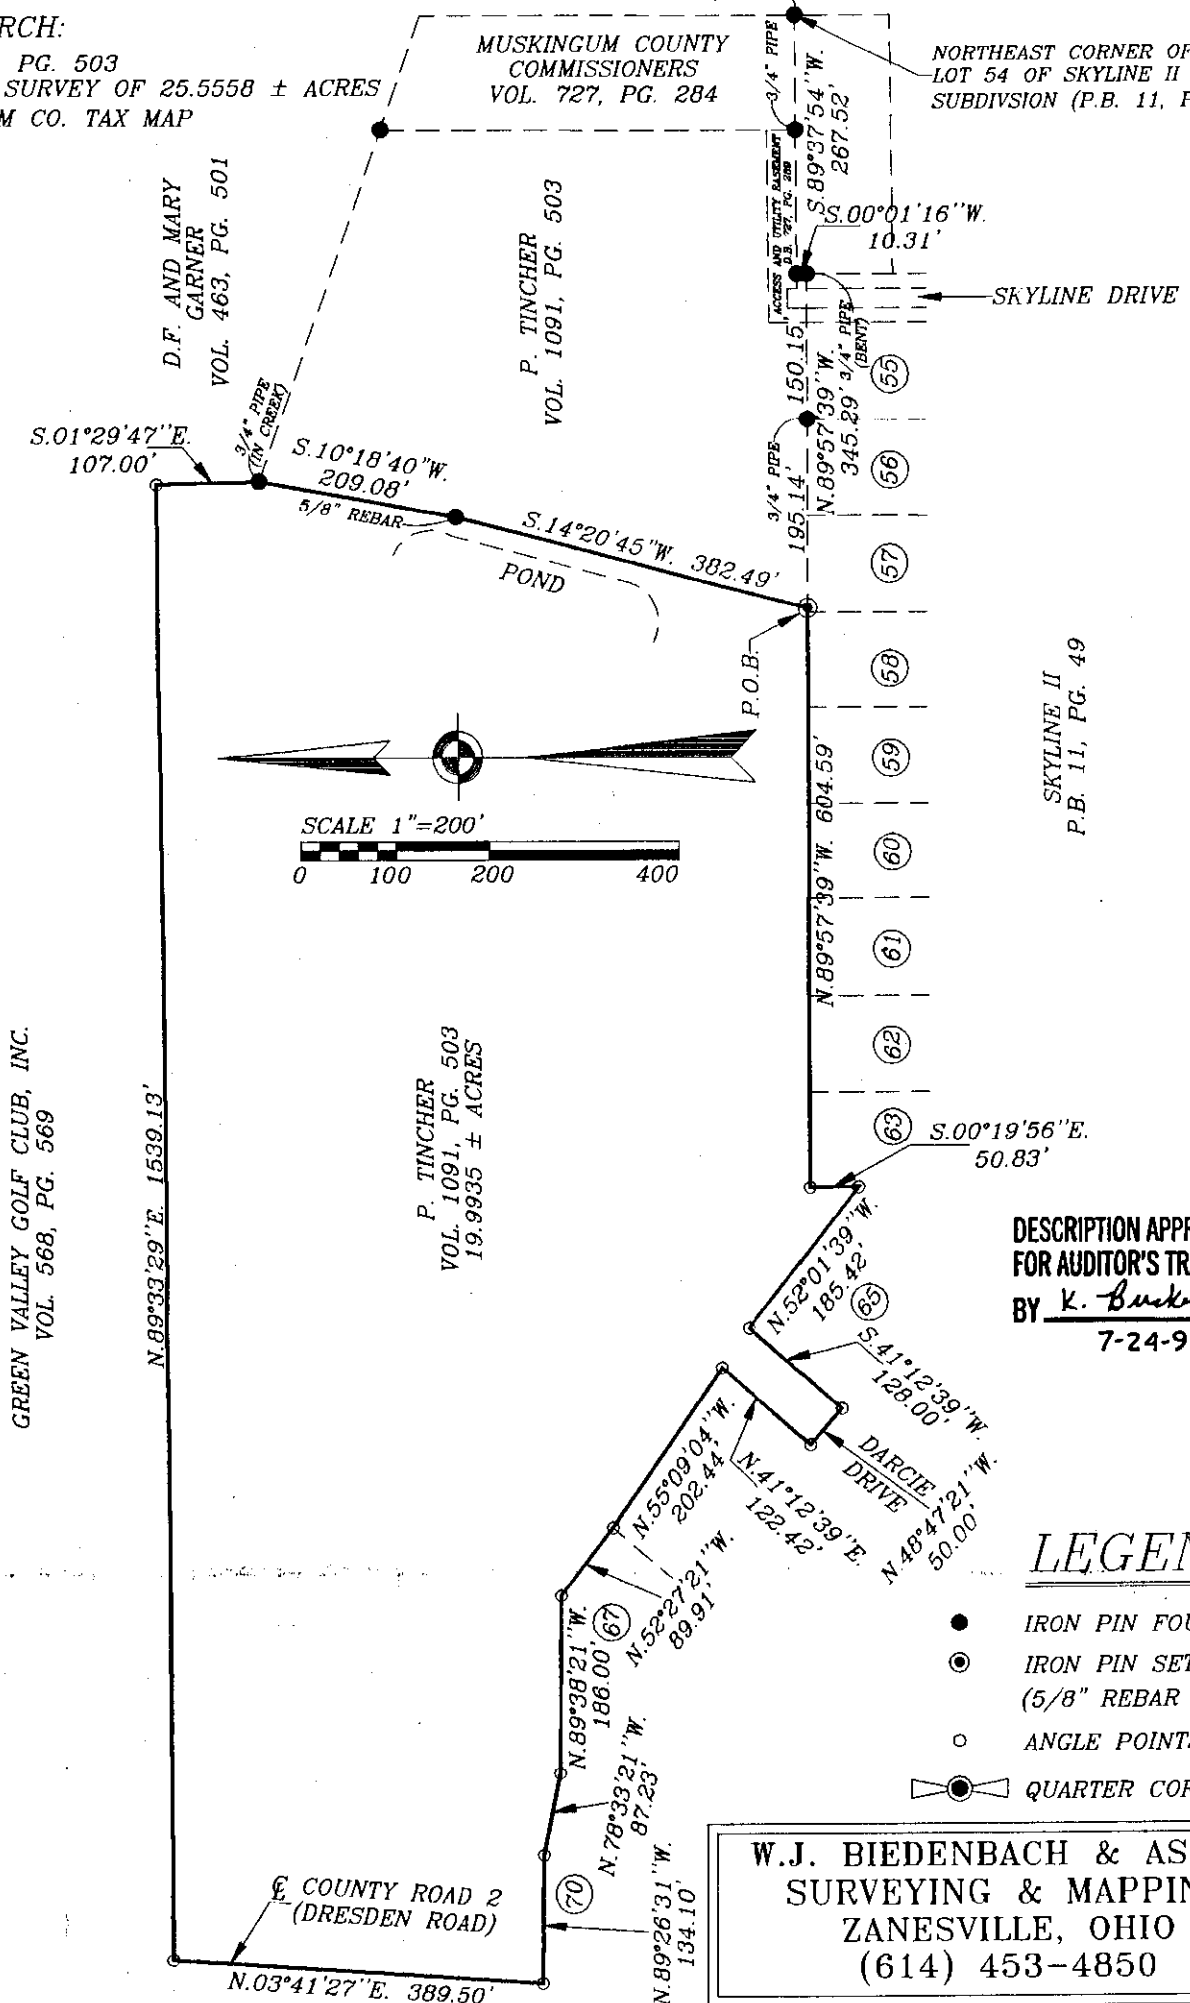 RCH:
PG. 503
SURVEY OF 25.5558 ± ACRES
M CO. TAX MAP
MUSKINGUM COUNTY
COMMISSIONERS
VOL. 727, PG. 284
NORTHEAST CORNER OF
LOT 54 OF SKYLINE II
SUBDIVSION (P.B. 11, P
3/4" PIPE
S.89°37'54"W.
267.52'
ACCESS AND UTILITY EASEMENT
D.B. 727, PG. 289
S.00°01'16"W.
10.31'
SKYLINE DRIVE
D.F. AND MARY
GARNER
VOL. 463, PG. 501
P. TINCHER
VOL. 1091, PG. 503
3/4" PIPE
(BENT)
150.15'
N.89°57'39"W.
345.29'
55
3/4" PIPE
195.14'
56
57
S.01°29'47"E.
107.00'
3/4" PIPE
(IN CREEK)
S.10°18'40"W.
209.08'
5/8" REBAR
S.14°20'45"W. 382.49'
POND
P.O.B.
58
SKYLINE II
P.B. 11, PG. 49
59
N.89°57'39"W. 604.59'
60
61
62
63
SCALE 1"=200'
0 100 200 400
GREEN VALLEY GOLF CLUB, INC.
VOL. 568, PG. 569
N.89°33'29"E. 1539.13'
P. TINCHER
VOL. 1091, PG. 503
19.9935 ± ACRES
S.00°19'56"E.
50.83'
N.52°01'39"W.
185.42'
65
DESCRIPTION APPR
FOR AUDITOR'S TR
BY K.
7-24-9
S.41°12'39"W.
128.00'
DARCIE
DRIVE
N.48°47'21"W.
50.00'
N.41°12'39"E.
122.42'
N.55°09'04"W.
202.44'
N.52°27'21"W.
89.91'
67
N.89°38'21"W.
186.00'
N.78°33'21"W.
87.23'
70
N.89°26'31"W.
134.10'
℄ COUNTY ROAD 2
(DRESDEN ROAD)
N.03°41'27"E. 389.50'
LEGEN
IRON PIN FOU
IRON PIN SET
(5/8" REBAR
ANGLE POINT
QUARTER COR
W.J. BIEDENBACH & AS
SURVEYING & MAPPIN
ZANESVILLE, OHIO
(614) 453-4850